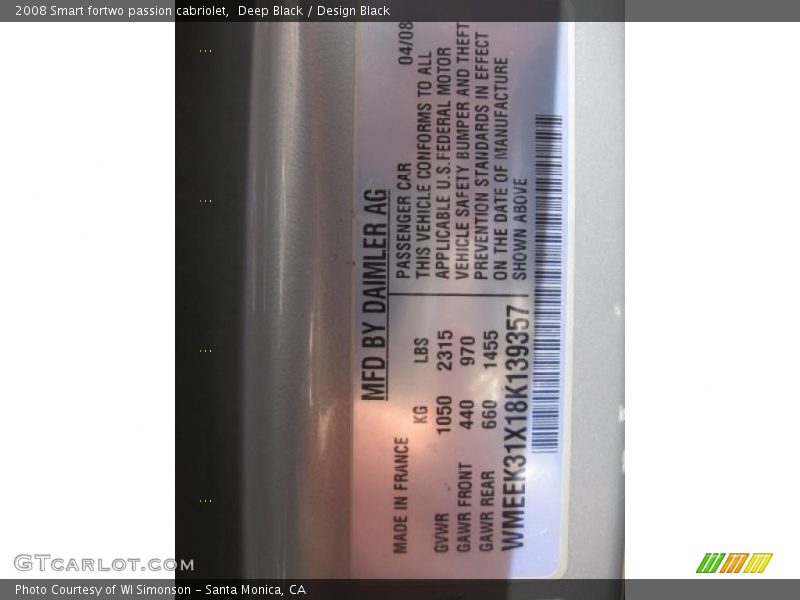 2008 Smart fortwo passion cabriolet,  Deep Black / Design Black
MFD BY DAIMLER AG
MADE IN FRANCE
PASSENGER CAR 04/08
KG LBS
GVWR 1050 2315
GAWR FRONT 440 970
GAWR REAR 660 1455
THIS VEHICLE CONFORMS TO ALL
APPLICABLE U.S.FEDERAL MOTOR
VEHICLE SAFETY BUMPER AND THEFT
PREVENTION STANDARDS IN EFFECT
ON THE DATE OF MANUFACTURE
SHOWN ABOVE
WMEEK31X18K139357
GTCARLOT.COM
Photo Courtesy of WI Simonson – Santa Monica, CA